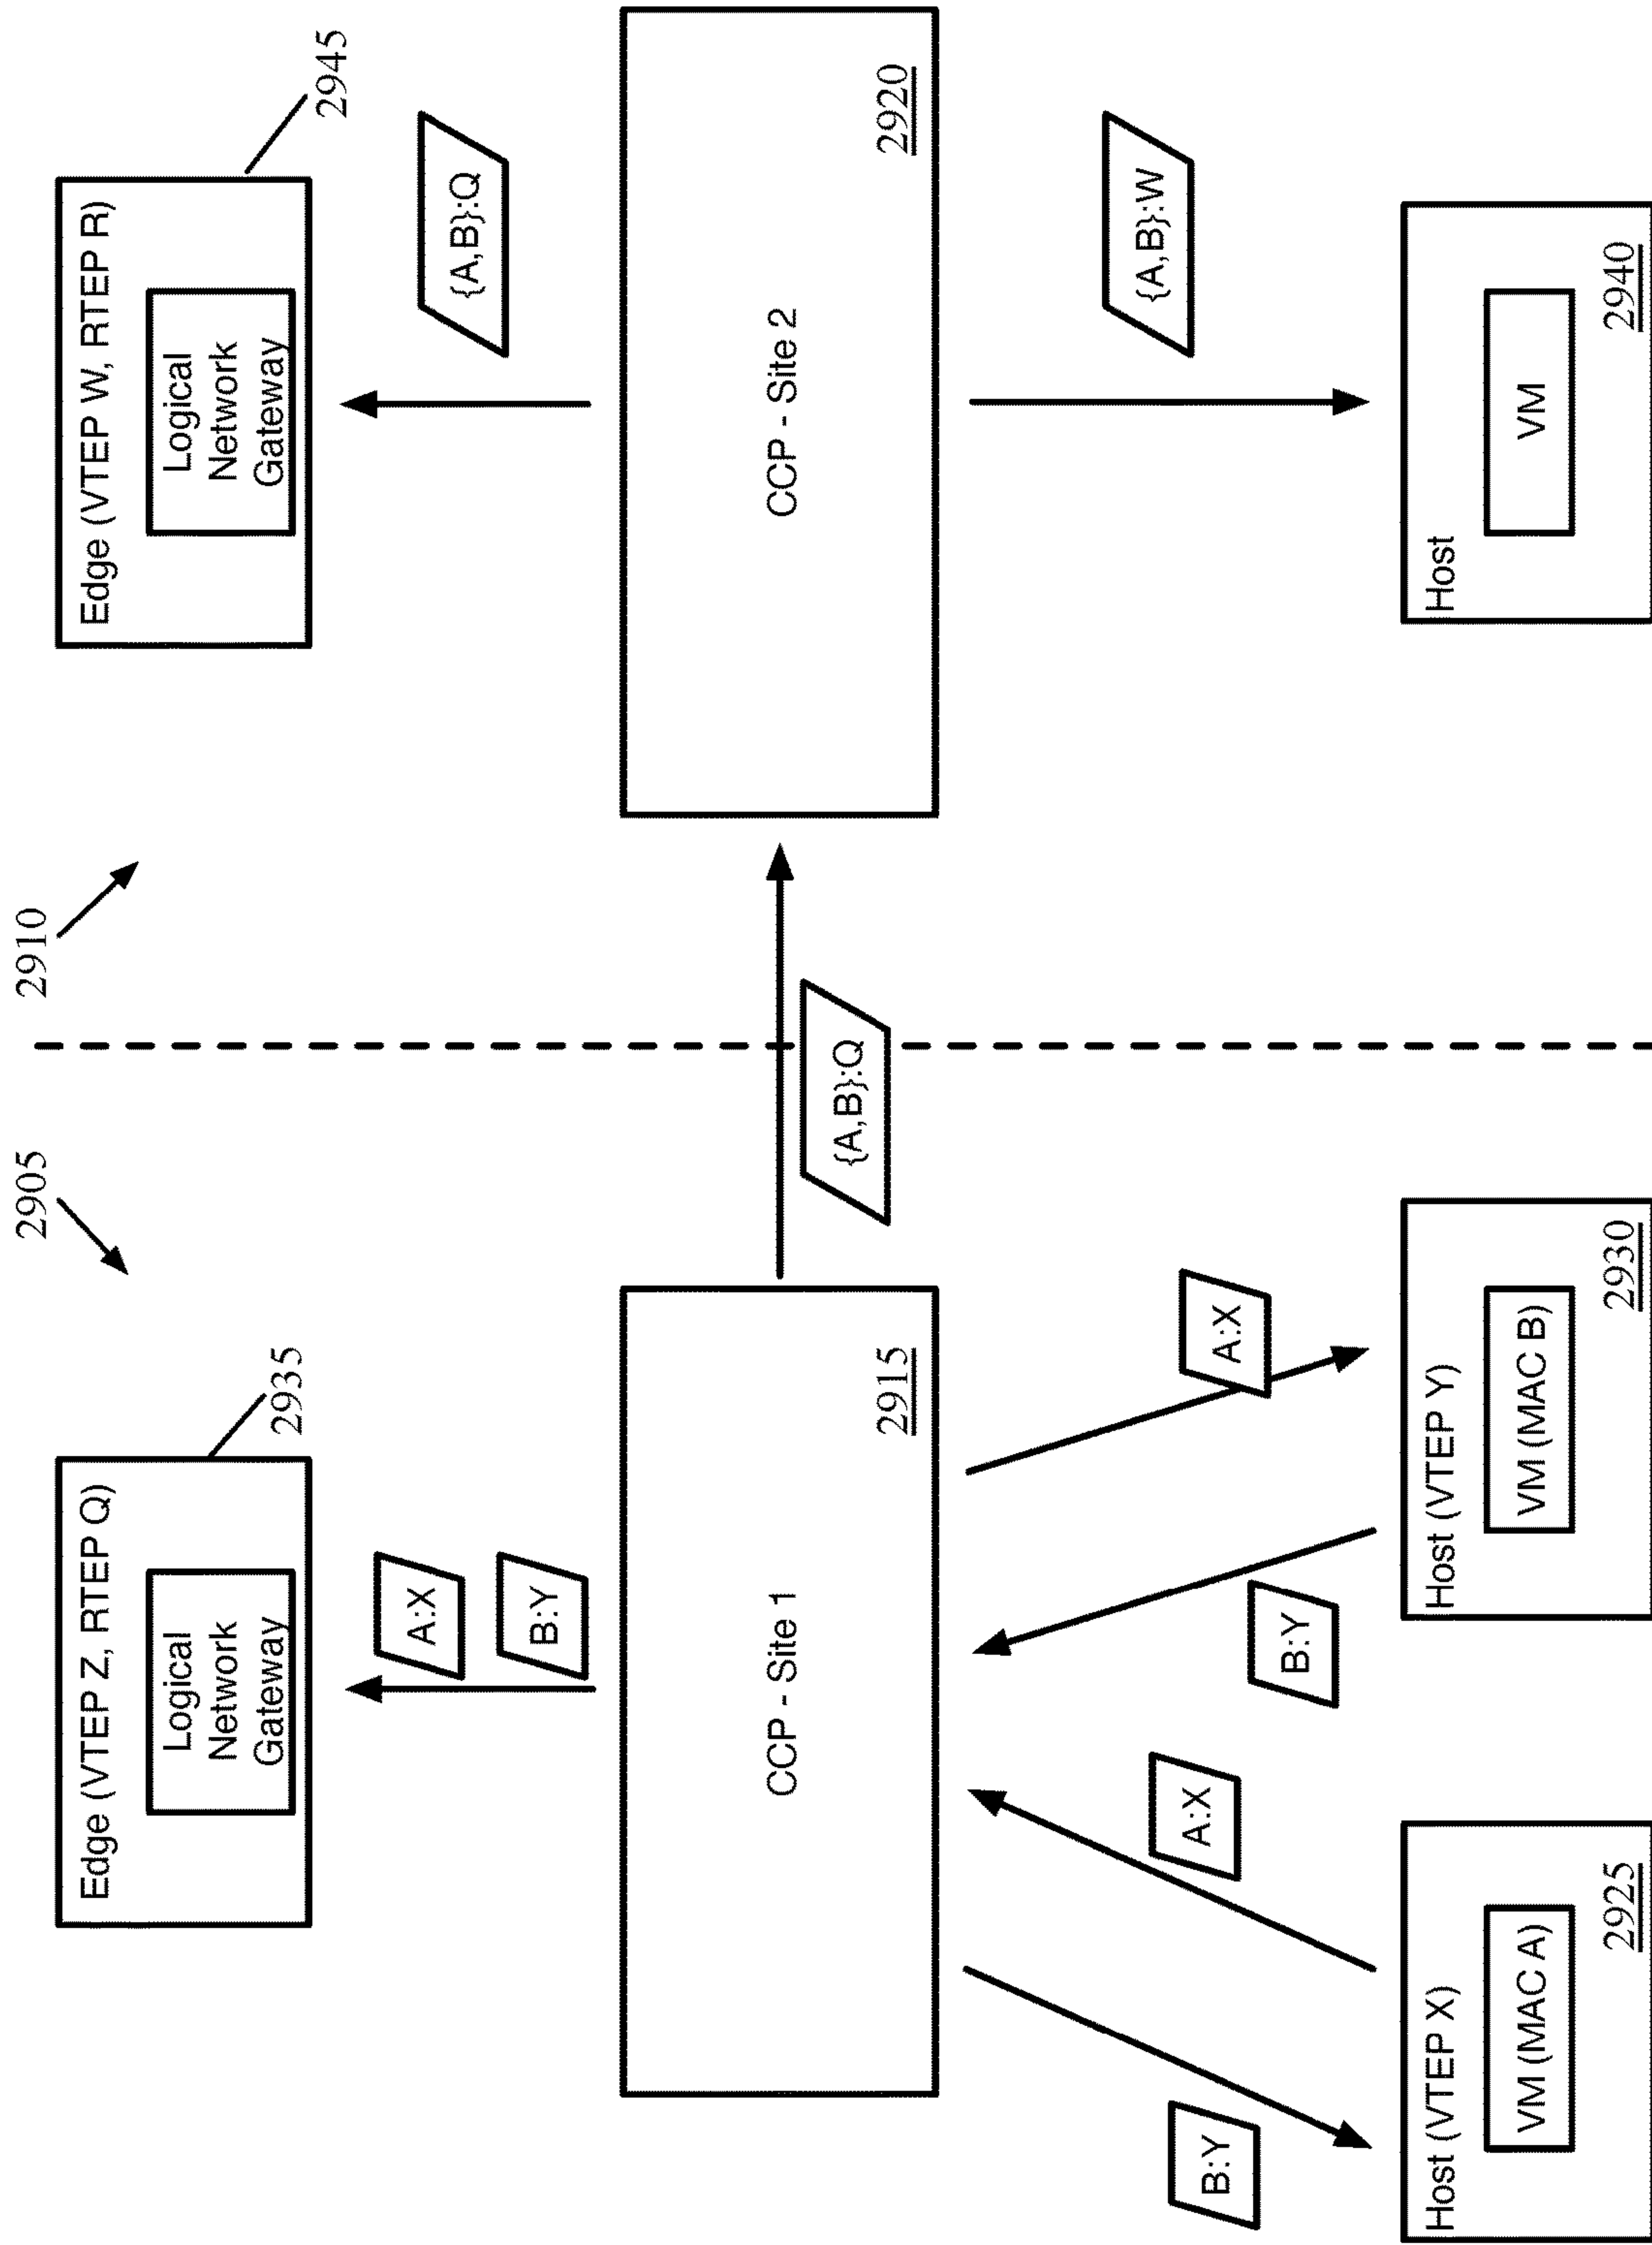 2905
2910
Edge (VTEP Z, RTEP Q)
Logical
Network
Gateway
2935
Edge (VTEP W, RTEP R)
Logical
Network
Gateway
2945
A:X
B:Y
{A,B}:Q
CCP - Site 1
2915
{A,B}:Q
CCP - Site 2
2920
B:Y
A:X
B:Y
A:X
{A,B}:W
Host (VTEP X)
VM (MAC A)
2925
Host (VTEP Y)
VM (MAC B)
2930
Host
VM
2940